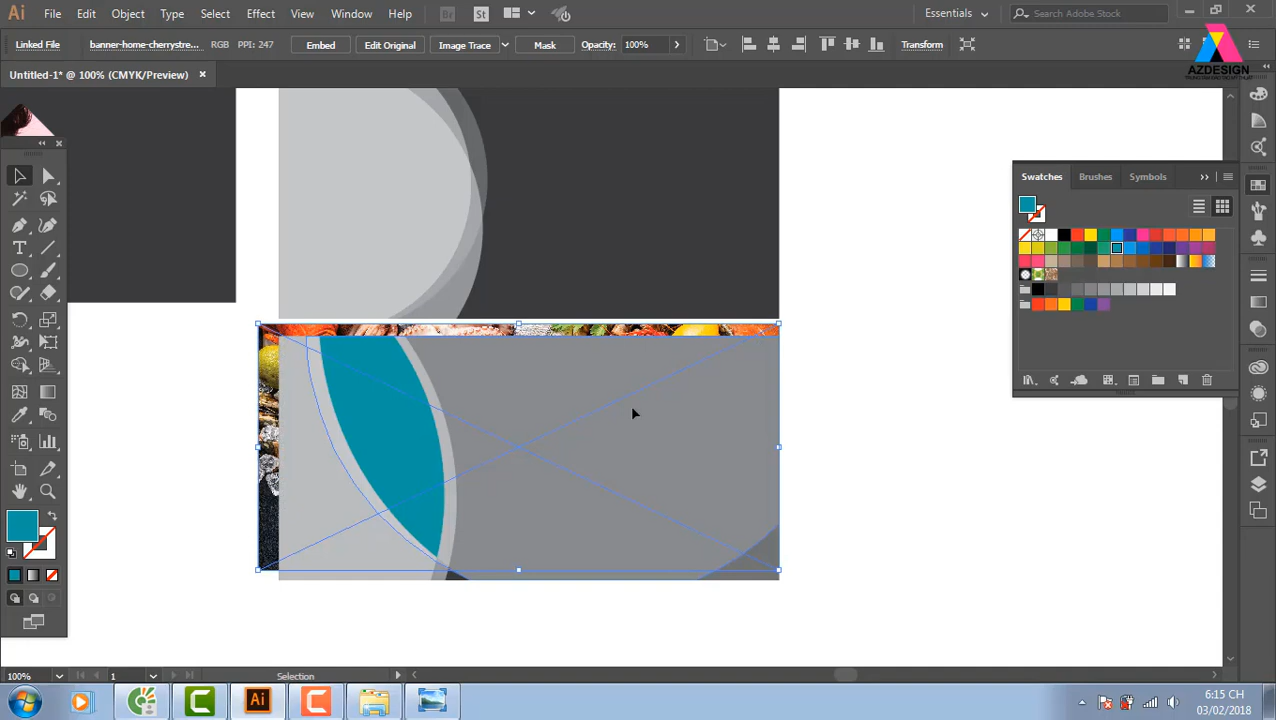 File Edit Object Type Select Effect View Window Help Br St Essentials Search Adobe Stock
Linked File banner-home-cherrystre... RGB PPI: 247 Embed Edit Original Image Trace Mask Opacity: 100% Transform
AZDESIGN
Untitled-1* @ 100% (CMYK/Preview)
Swatches Brushes Symbols
100% 1 Selection
Ai
6:15 CH
03/02/2018